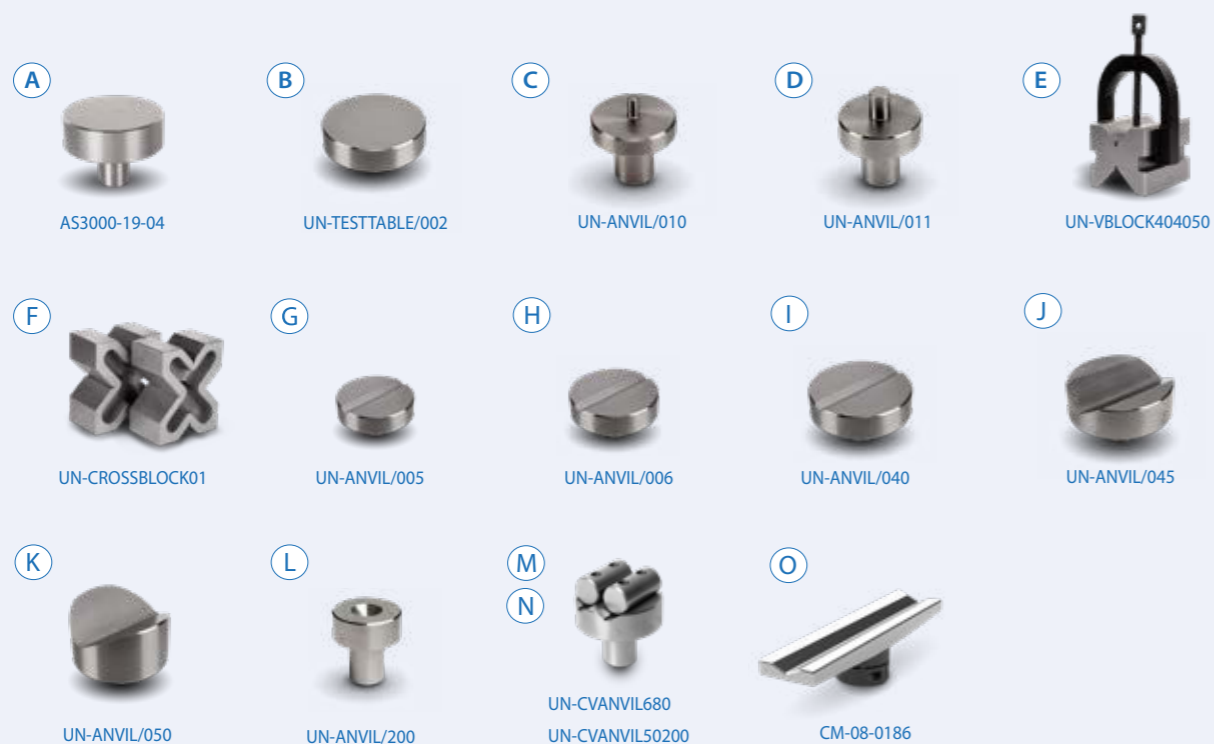 A
B
C
D
E
AS3000-19-04
UN-TESTTABLE/002
UN-ANVIL/010
UN-ANVIL/011
UN-VBLOCK404050
F
G
H
I
J
UN-CROSSBLOCK01
UN-ANVIL/005
UN-ANVIL/006
UN-ANVIL/040
UN-ANVIL/045
K
L
M
N
O
UN-ANVIL/050
UN-ANVIL/200
UN-CVANVIL680
UN-CVANVIL50200
CM-08-0186